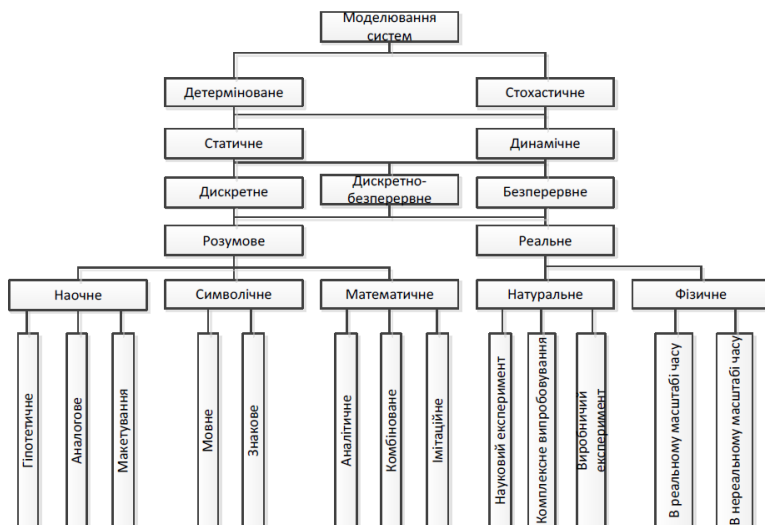 Моделювання
систем
Детерміноване
Стохастичне
Статичне
Динамічне
Дискретне
Дискретно-
безперервне
Безперервне
Розумове
Реальне
Наочне
Символічне
Математичне
Натуральне
Фізичне
Гіпотетичне
Аналогове
Макетування
Мовне
Знакове
Аналітичне
Комбіноване
Імітаційне
Науковий експеримент
Комплексне випробовування
Виробничий
експеримент
В реальному масштабі часу
В нереальному масштабі часу